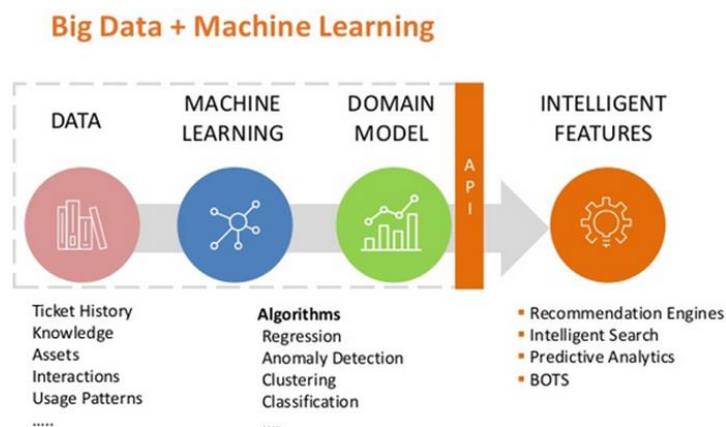 Big Data + Machine Learning
DATA
MACHINE
LEARNING
DOMAIN
MODEL
API
INTELLIGENT
FEATURES
Ticket History
Knowledge
Assets
Interactions
Usage Patterns
.....
Algorithms
Regression
Anomaly Detection
Clustering
Classification
....
▪ Recommendation Engines
▪ Intelligent Search
▪ Predictive Analytics
▪ BOTS